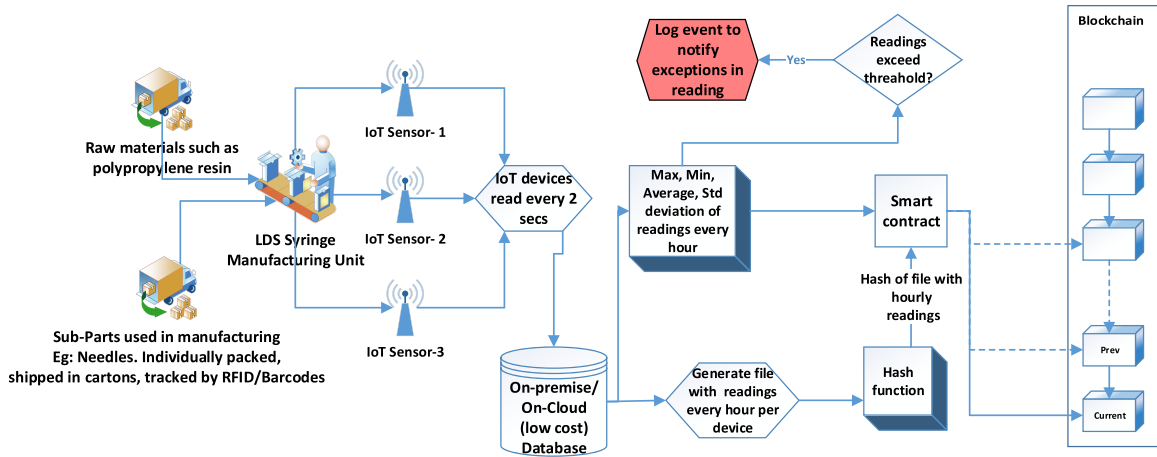 Raw materials such as
polypropylene resin
Sub-Parts used in manufacturing
Eg: Needles. Individually packed,
shipped in cartons, tracked by RFID/Barcodes
LDS Syringe
Manufacturing Unit
IoT Sensor- 1
IoT Sensor- 2
IoT Sensor-3
IoT devices
read every 2
secs
On-premise/
On-Cloud
(low cost)
Database
Log event to
notify
exceptions in
reading
Yes
Readings
exceed
threahold?
Max, Min,
Average, Std
deviation of
readings every
hour
Generate file
with readings
every hour per
device
Hash
function
Hash of file with
hourly
readings
Smart
contract
Blockchain
Prev
Current